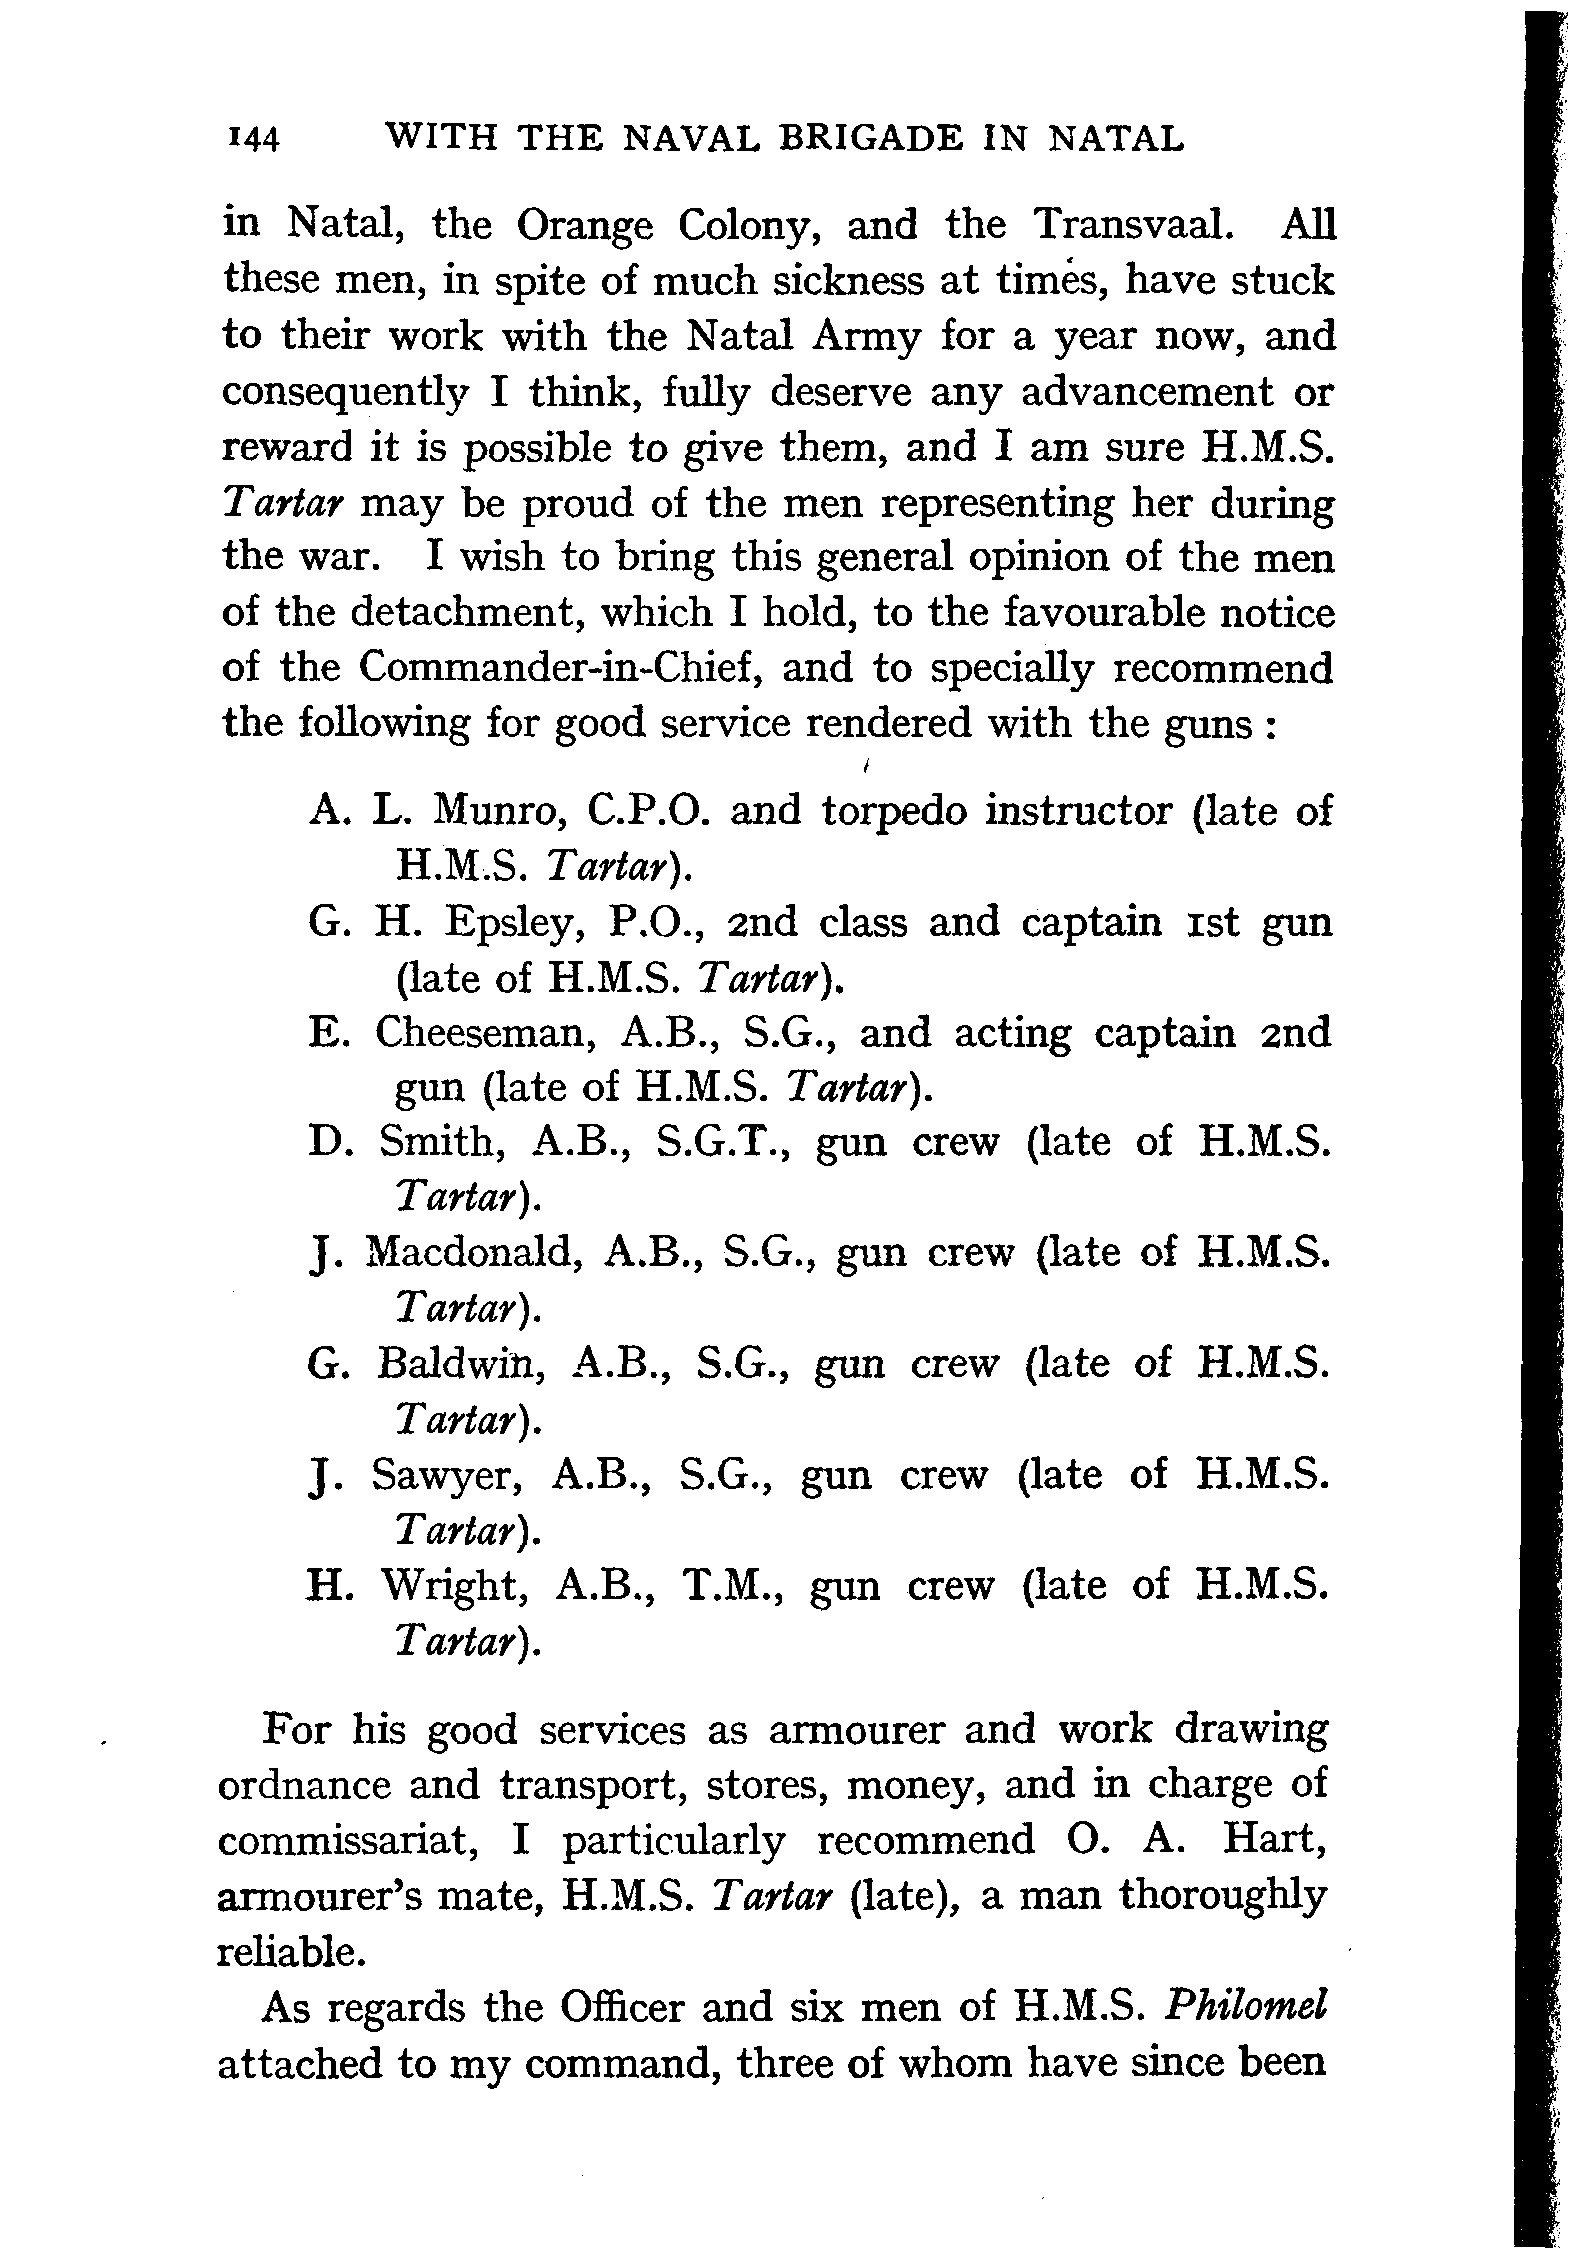 144 WITH THE NAVAL BRIGADE IN NATAL
in Natal, the Orange Colony, and the Transvaal. All
these men, in spite of much sickness at times, have stuck
to their work with the Natal Army for a year now, and
consequently I think, fully deserve any advancement or
reward it is possible to give them, and I am sure H.M.S.
Tartar may be proud of the men representing her during
the war. I wish to bring this general opinion of the men
of the detachment, which I hold, to the favourable notice
of the Commander-in-Chief, and to specially recommend
the following for good service rendered with the guns :
A. L. Munro, C.P.O. and torpedo instructor (late of
H.M.S. Tartar).
G. H. Epsley, P.O., 2nd class and captain 1st gun
(late of H.M.S. Tartar).
E. Cheeseman, A.B., S.G., and acting captain 2nd
gun (late of H.M.S. Tartar).
D. Smith, A.B., S.G.T., gun crew (late of H.M.S.
Tartar).
J. Macdonald, A.B., S.G., gun crew (late of H.M.S.
Tartar).
G. Baldwin, A.B., S.G., gun crew (late of H.M.S.
Tartar).
J. Sawyer, A.B., S.G., gun crew (late of H.M.S.
Tartar).
H. Wright, A.B., T.M., gun crew (late of H.M.S.
Tartar).
For his good services as armourer and work drawing
ordnance and transport, stores, money, and in charge of
commissariat, I particularly recommend O. A. Hart,
armourer's mate, H.M.S. Tartar (late), a man thoroughly
reliable.
As regards the Officer and six men of H.M.S. Philomel
attached to my command, three of whom have since been